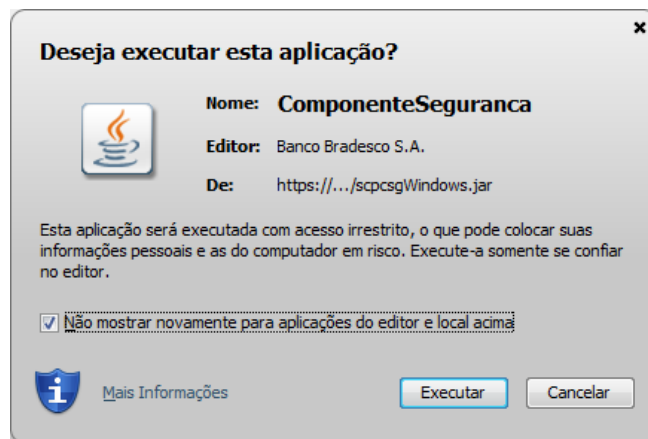 Deseja executar esta aplicação?
Nome: ComponenteSeguranca
Editor: Banco Bradesco S.A.
De: https://.../scpcsgWindows.jar
Esta aplicação será executada com acesso irrestrito, o que pode colocar suas
informações pessoais e as do computador em risco. Execute-a somente se confiar
no editor.
Não mostrar novamente para aplicações do editor e local acima
Mais Informações
Executar
Cancelar